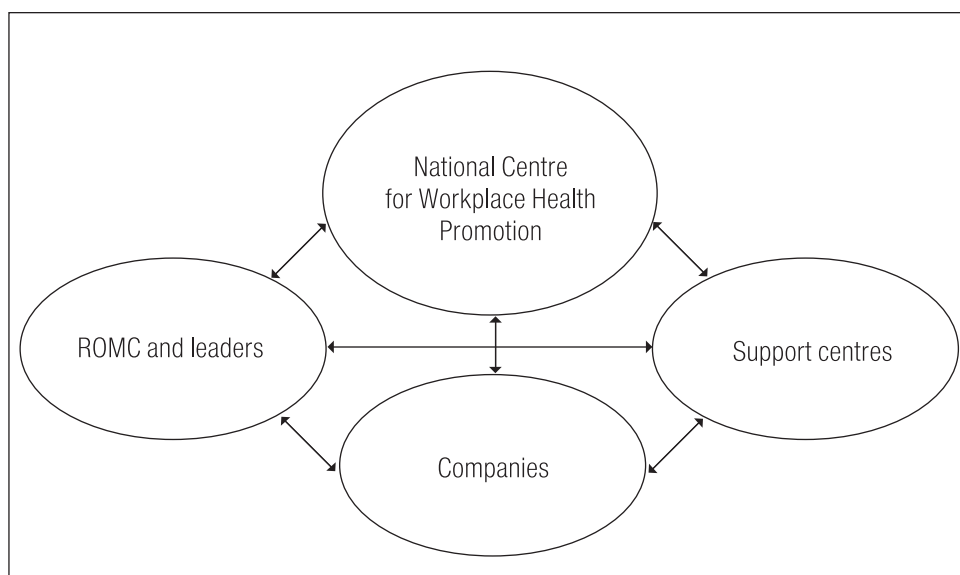 National Centre
for Workplace Health
Promotion
ROMC and leaders
Support centres
Companies